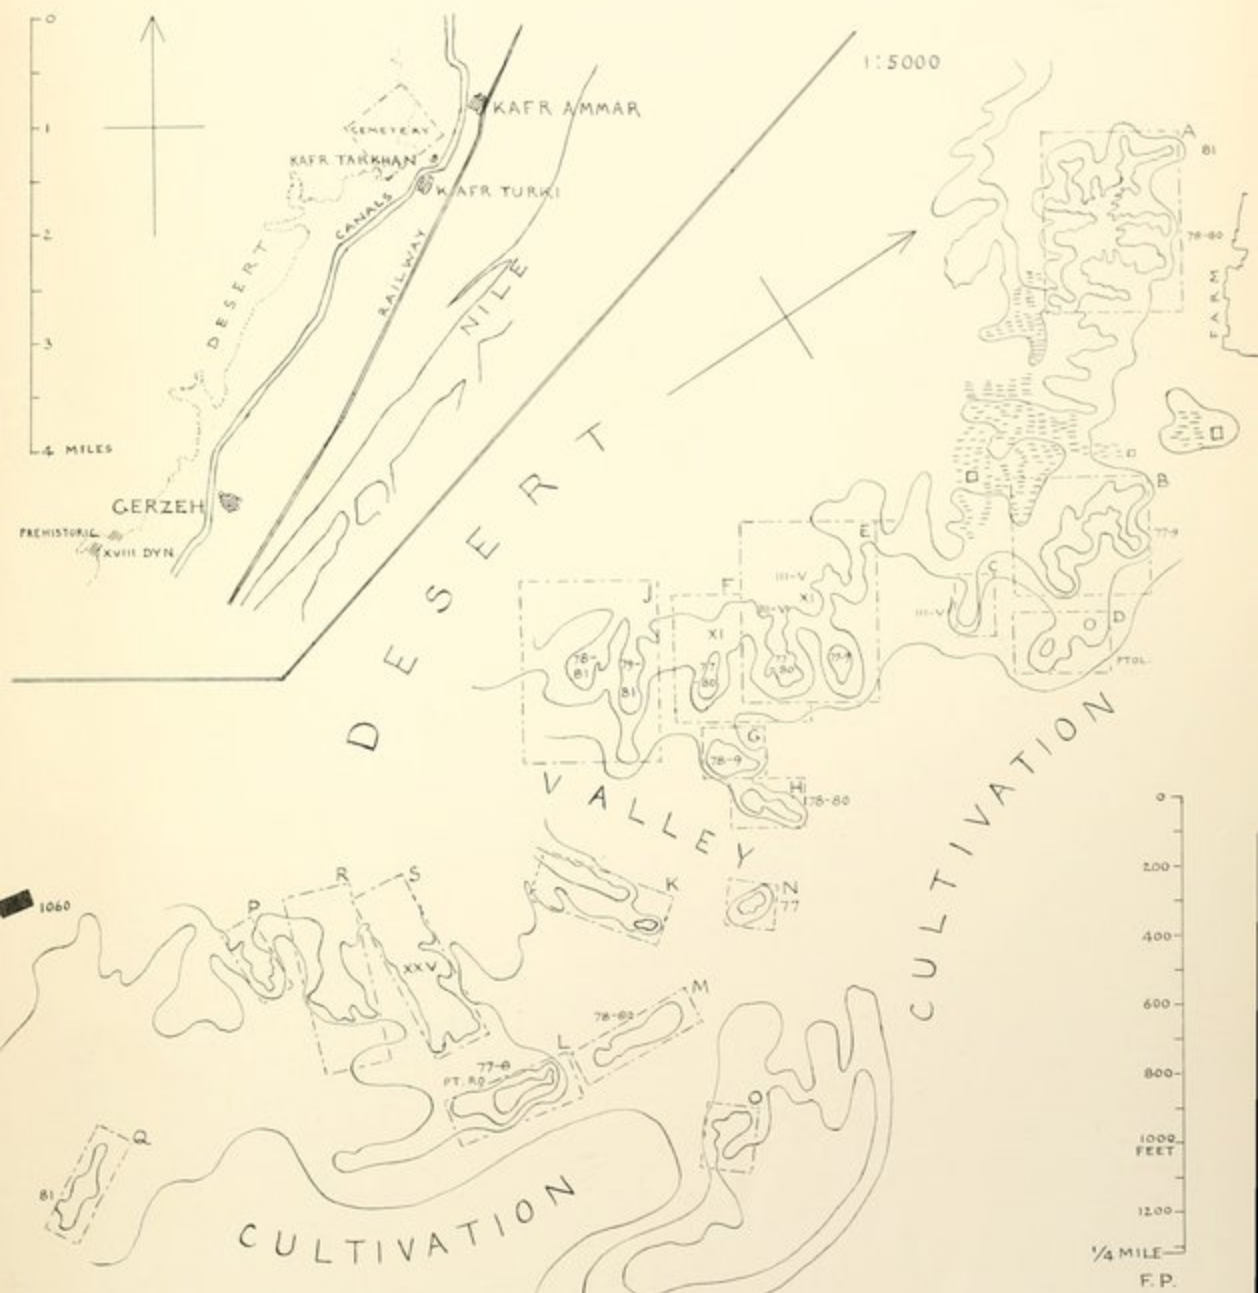 0
1
2
3
4 MILES
KAFR AMMAR
CEMETERY
KAFR TARKHAN
KAFR TURKI
CANALS
RAILWAY
DESERT
NILE
GERZEH
PREHISTORIC
XVIII DYN
1:5000
A
81
78-80
FARM
B
77-9
C
III-V
D
PTOL.
E
III-V
XI
77-9
III-VI
77
80
F
XI
77
80
J
78-
81
79-
81
G
78-9
H
78-80
DESERT
VALLEY
CULTIVATION
K
N
77
1060
P
R
S
XXV
M
78-80
L
77-8
PT. RO
O
Q
81
CULTIVATION
0
200
400
600
800
1000
FEET
1200
1/4 MILE
F.P.